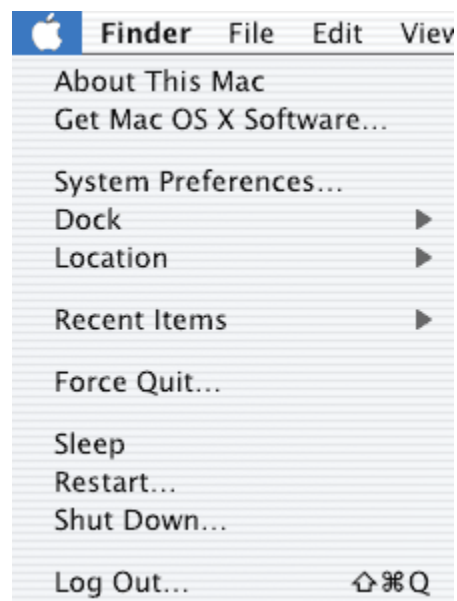 Finder File Edit View
About This Mac
Get Mac OS X Software...
System Preferences...
Dock
Location
Recent Items
Force Quit...
Sleep
Restart...
Shut Down...
Log Out... ⇧⌘Q